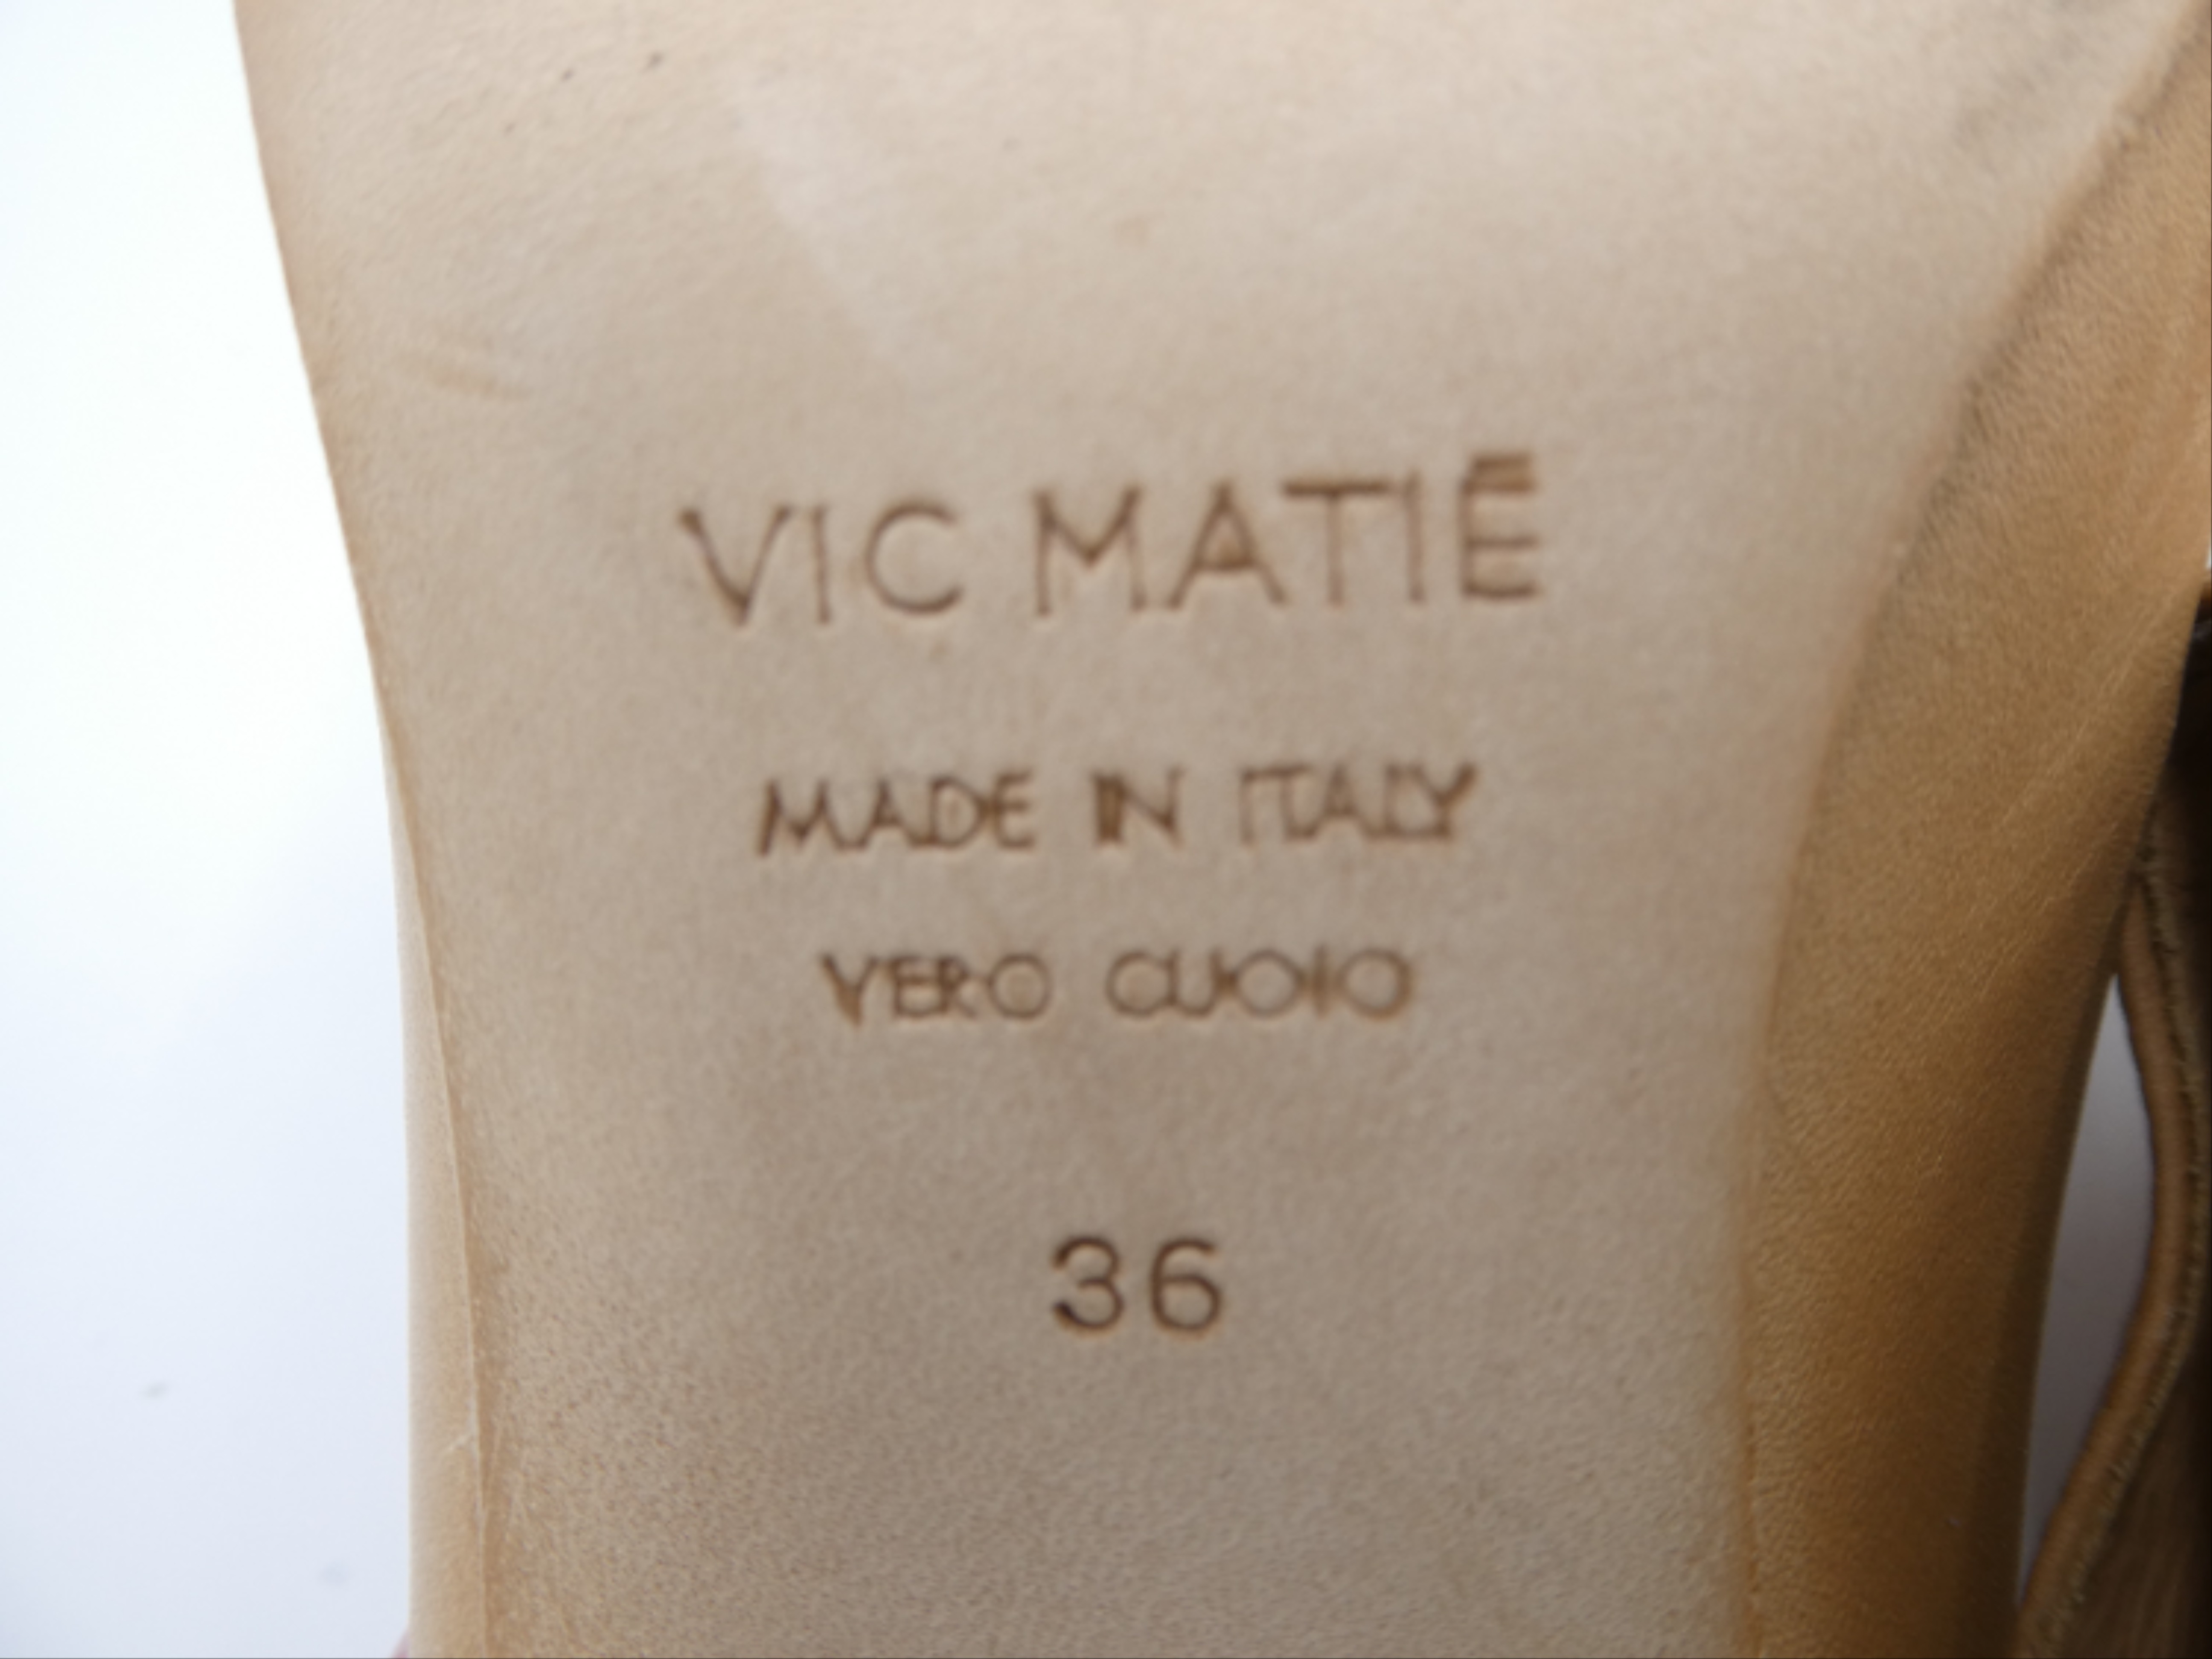 VIC MATIĒ
MADE IN ITALY
VERO CUOIO
36